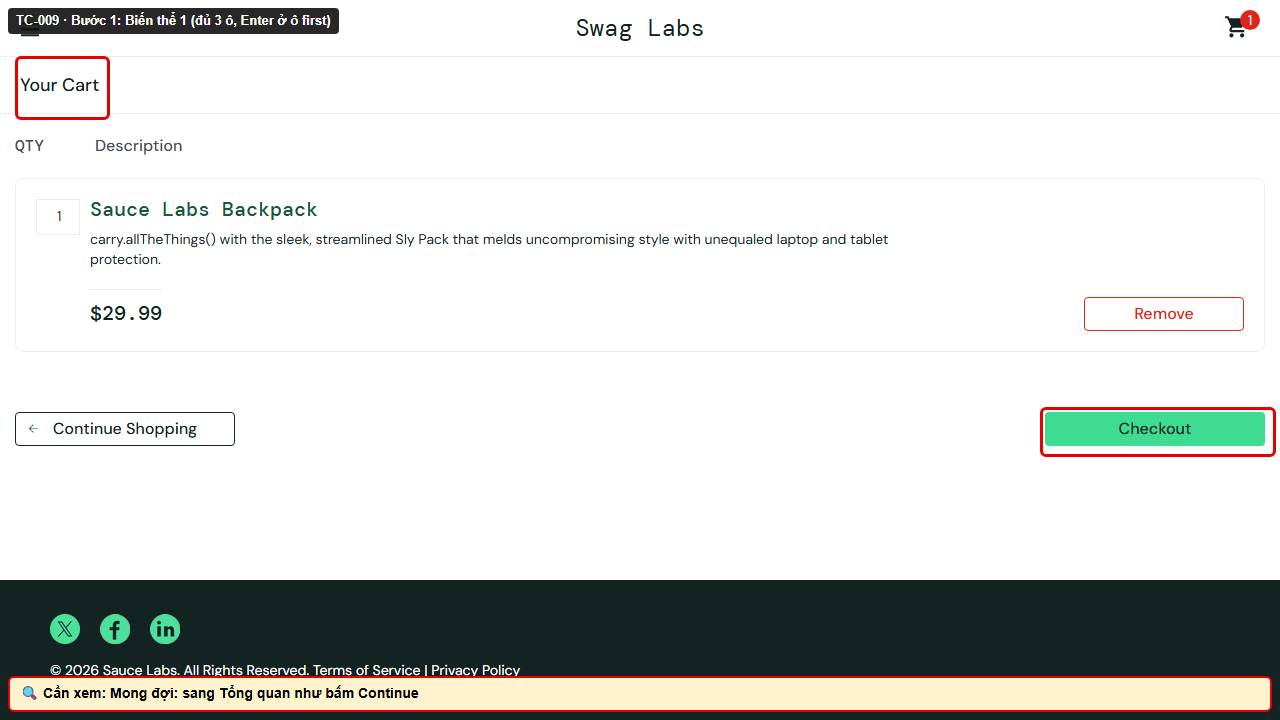 TC-009 · Bước 1: Biến thể 1 (đủ 3 ô, Enter ở ô first)
Swag Labs
1
Your Cart
QTY Description
1
Sauce Labs Backpack
carry.allTheThings() with the sleek, streamlined Sly Pack that melds uncompromising style with unequaled laptop and tablet
protection.
$29.99
Remove
Continue Shopping
Checkout
© 2026 Sauce Labs. All Rights Reserved. Terms of Service | Privacy Policy
Cần xem: Mong đợi: sang Tổng quan như bấm Continue